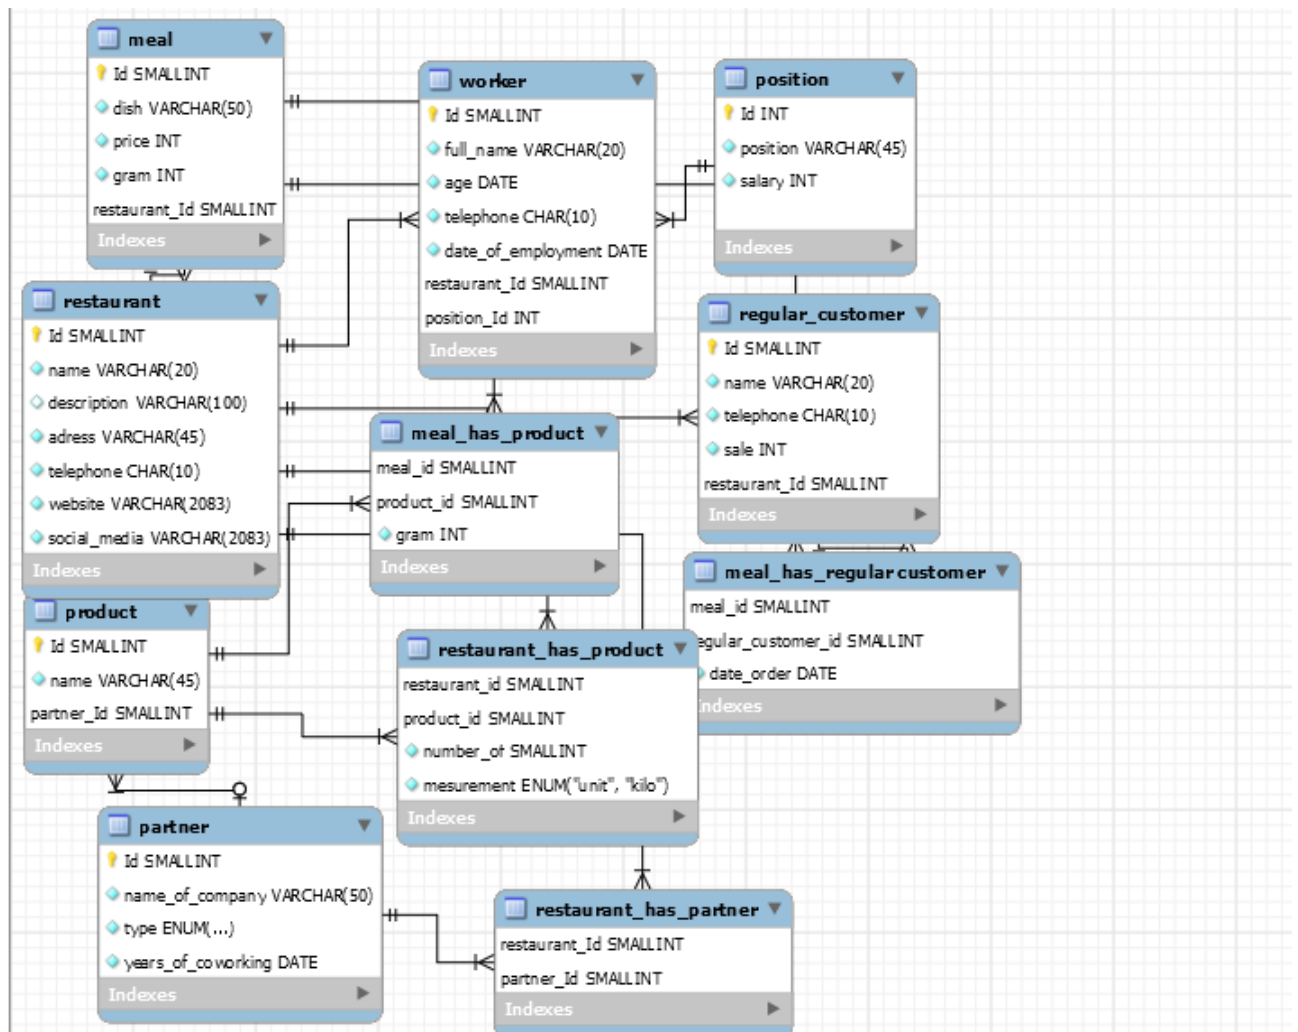 meal
Id SMALLINT
dish VARCHAR(50)
price INT
gram INT
restaurant_Id SMALLINT
Indexes
worker
Id SMALLINT
full_name VARCHAR(20)
age DATE
telephone CHAR(10)
date_of_employment DATE
restaurant_Id SMALLINT
position_Id INT
Indexes
position
Id INT
position VARCHAR(45)
salary INT
Indexes
restaurant
Id SMALLINT
name VARCHAR(20)
description VARCHAR(100)
adress VARCHAR(45)
telephone CHAR(10)
website VARCHAR(2083)
social_media VARCHAR(2083)
Indexes
regular_customer
Id SMALLINT
name VARCHAR(20)
telephone CHAR(10)
sale INT
restaurant_Id SMALLINT
Indexes
meal_has_product
meal_id SMALLINT
product_id SMALLINT
gram INT
Indexes
meal_has_regularcustomer
meal_id SMALLINT
egular_customer_id SMALLINT
date_order DATE
ndexes
product
Id SMALLINT
name VARCHAR(45)
partner_Id SMALLINT
Indexes
restaurant_has_product
restaurant_id SMALLINT
product_id SMALLINT
number_of SMALLINT
mesurement ENUM("unit", "kilo")
Indexes
partner
Id SMALLINT
name_of_company VARCHAR(50)
type ENUM(...)
years_of_coworking DATE
Indexes
restaurant_has_partner
restaurant_Id SMALLINT
partner_Id SMALLINT
Indexes